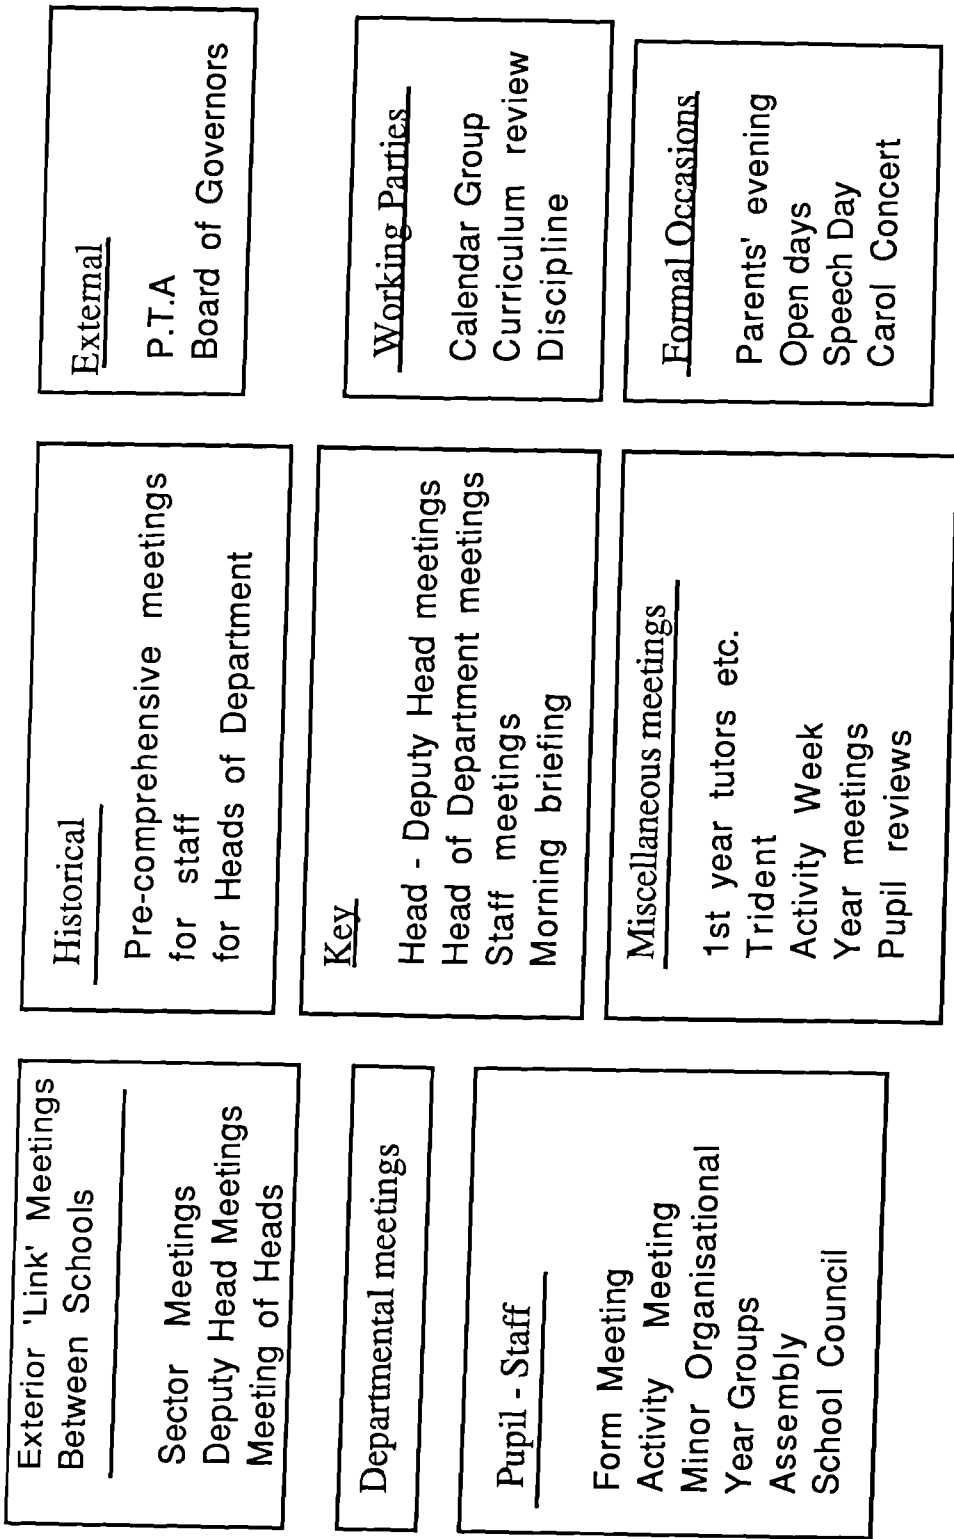 Exterior 'Link' Meetings
Between Schools
Sector Meetings
Deputy Head Meetings
Meeting of Heads
Historical
Pre-comprehensive meetings
for staff
for Heads of Department
External
P.T.A
Board of Governors
Departmental meetings
Key
Head - Deputy Head meetings
Head of Department meetings
Staff meetings
Morning briefing
Working Parties
Calendar Group
Curriculum review
Discipline
Pupil - Staff
Form Meeting
Activity Meeting
Minor Organisational
Year Groups
Assembly
School Council
Miscellaneous meetings
1st year tutors etc.
Trident
Activity Week
Year meetings
Pupil reviews
Formal Occasions
Parents' evening
Open days
Speech Day
Carol Concert